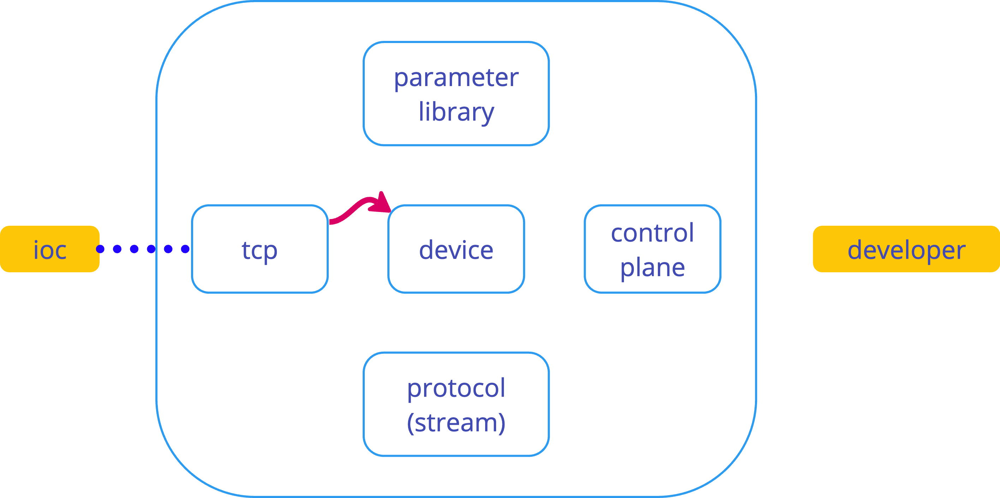 parameter
library
ioc
tcp
device
control
plane
developer
protocol
(stream)